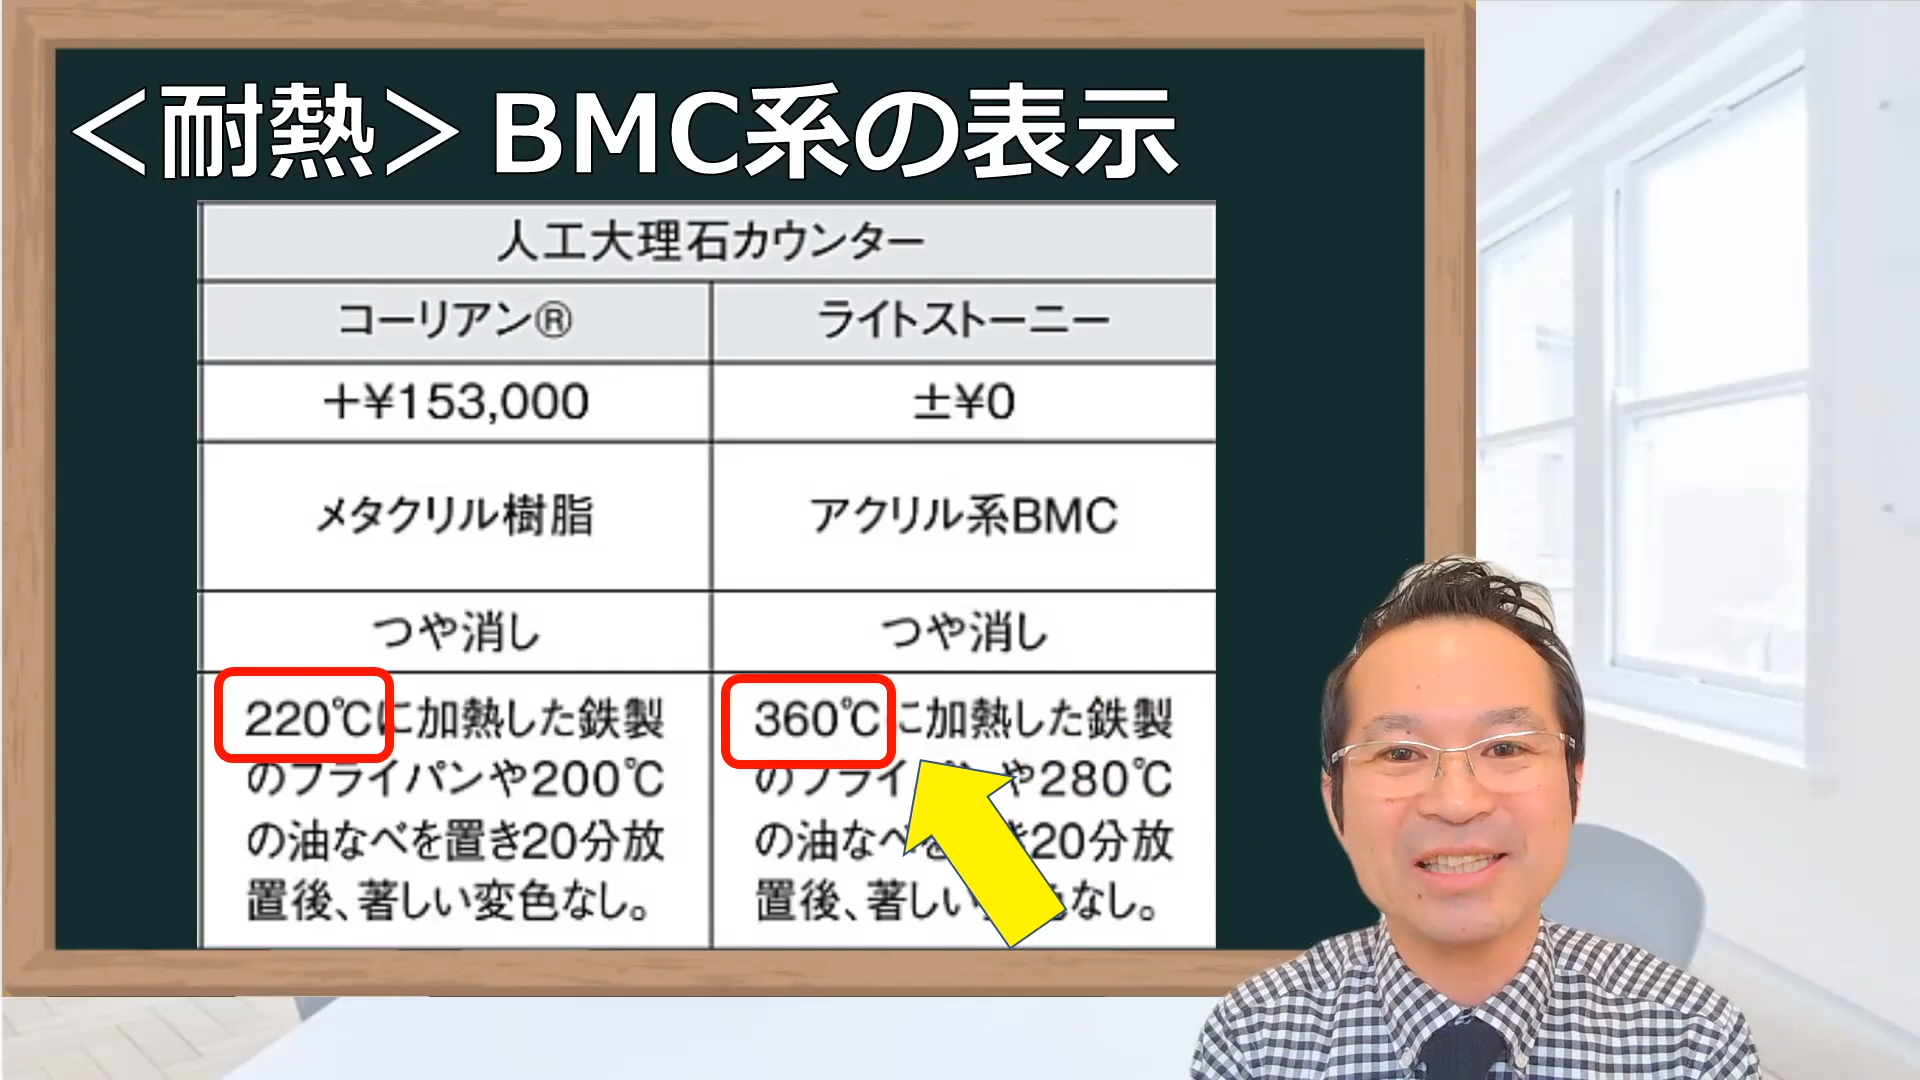 ＜耐熱＞BMC系の表示
人工大理石カウンター
コーリアン®
ライトストーニー
+¥153,000
±¥0
メタクリル樹脂
アクリル系BMC
つや消し
つや消し
220℃に加熱した鉄製
のフライパンや200℃
の油なべを置き20分放
置後、著しい変色なし。
360℃に加熱した鉄製
のフライ や280℃
の油なべ き20分放
置後、著しい 色なし。